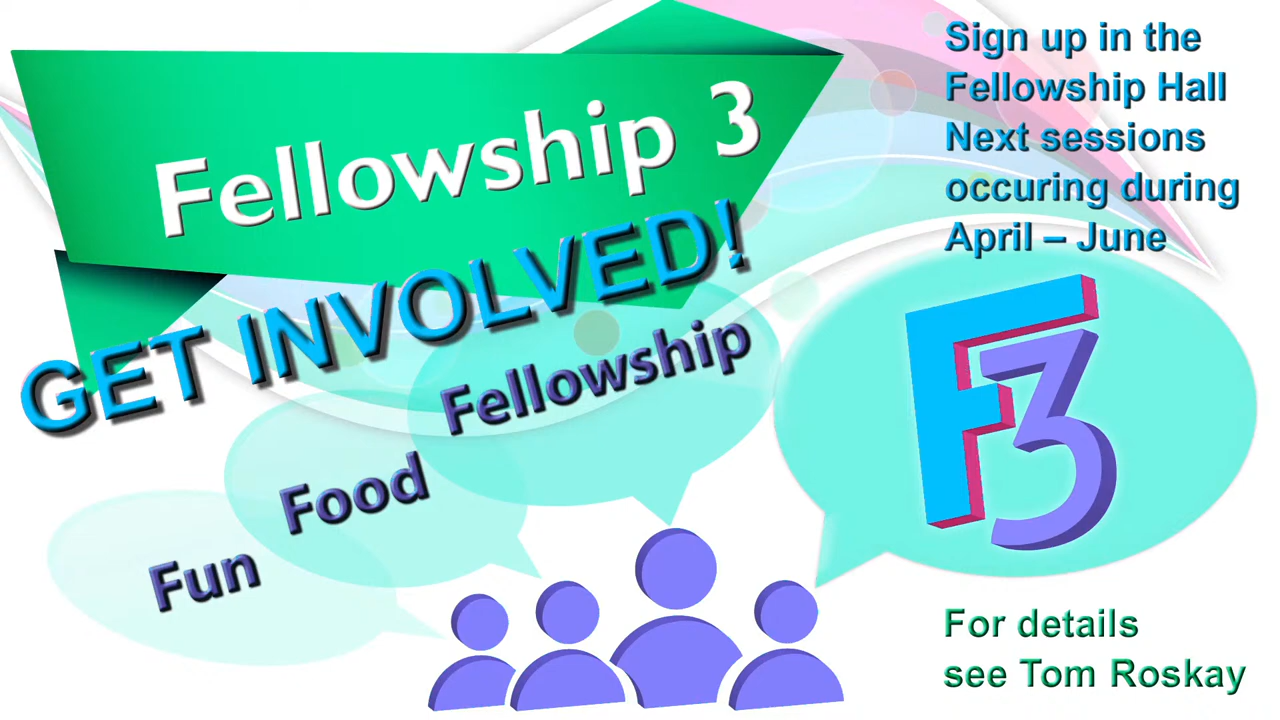 Fellowship 3
GET INVOLVED!
Fellowship
Food
Fun
Sign up in the
Fellowship Hall
Next sessions
occuring during
April – June
F3
For details
see Tom Roskay